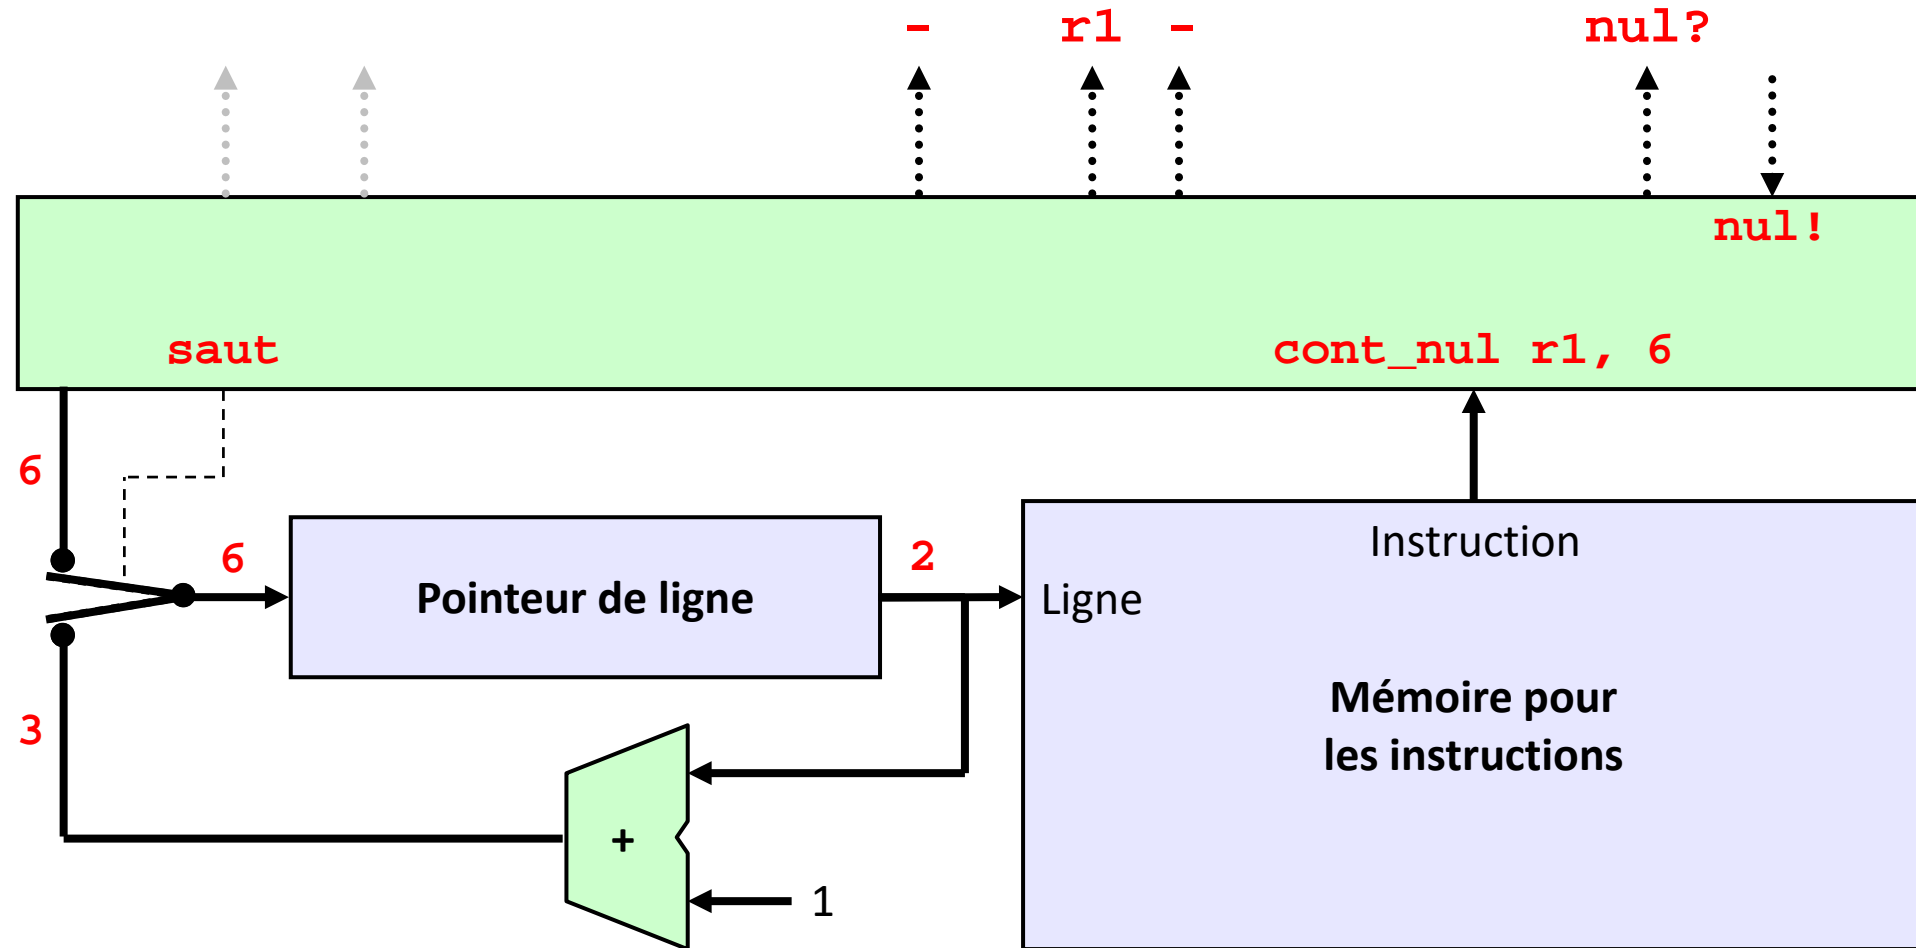 - r1 - nul?
nul!
saut cont_nul r1, 6
6
6 2
Instruction
Pointeur de ligne
Ligne
Mémoire pour
les instructions
3
+
1